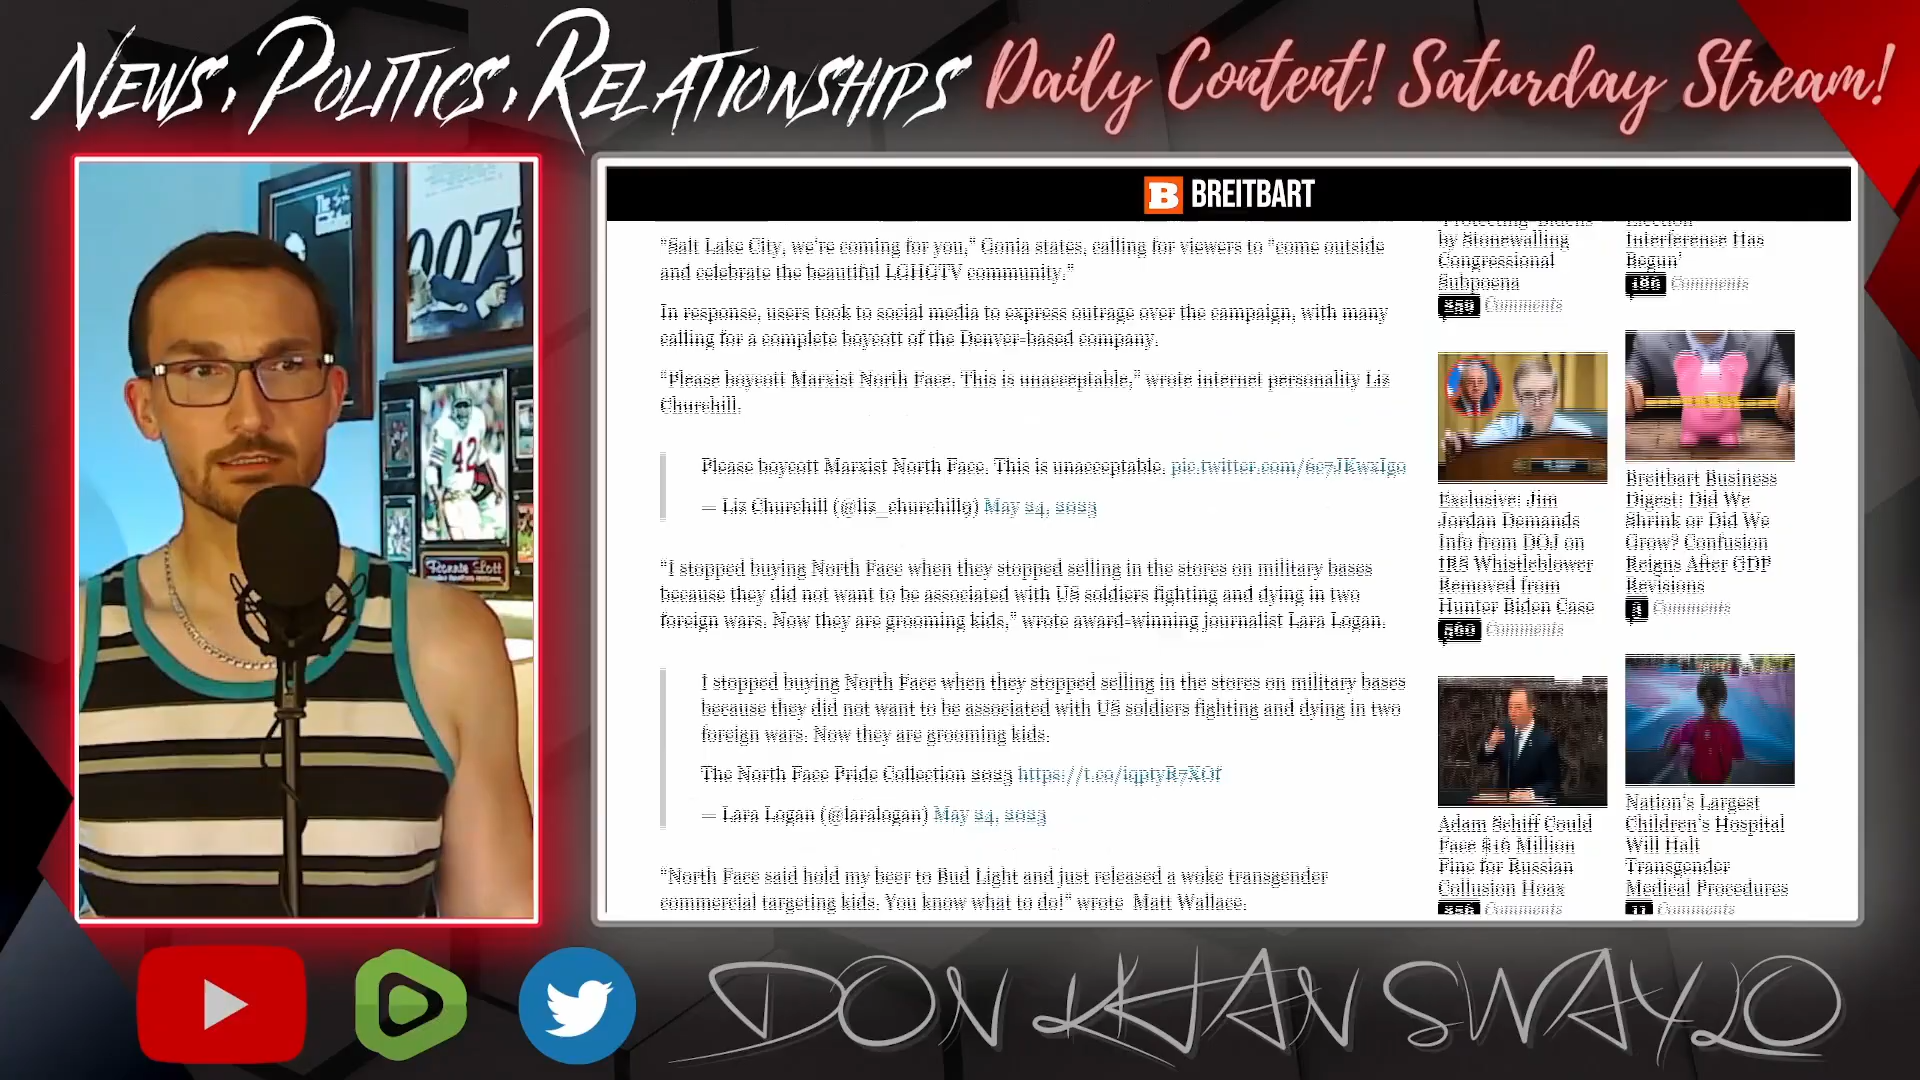 NEWS, POLITICS, RELATIONSHIPS
Daily Content! Saturday Stream!
The
007
42
Ronnie Lott
B BREITBART
"Salt Lake City, we're coming for you," Gonia states, calling for viewers to "come outside
and celebrate the beautiful LGHGTV community."
In response, users took to social media to express outrage over the campaign, with many
calling for a complete boycott of the Denver-based company.
"Please boycott Marxist North Face. This is unacceptable," wrote internet personality Liz
Churchill.
Please boycott Marxist North Face. This is unacceptable.
— Liz Churchill (@liz_churchill9) May 24, 2023
"I stopped buying North Face when they stopped selling in the stores on military bases
because they did not want to be associated with US soldiers fighting and dying in two
foreign wars. Now they are grooming kids," wrote award-winning journalist Lara Logan.
I stopped buying North Face when they stopped selling in the stores on military bases
because they did not want to be associated with US soldiers fighting and dying in two
foreign wars. Now they are grooming kids.
The North Face Pride Collection 2023 https://t.co/iqptyR7XOf
— Lara Logan (@laralogan) May 24, 2023
"North Face said hold my beer to Bud Light and just released a woke transgender
commercial targeting kids. You know what to do!" wrote Matt Wallace.
by Stonewalling
Congressional
Subpoena
Comments
Exclusive: Jim
Jordan Demands
Info from DOJ on
IRS Whistleblower
Removed from
Hunter Biden Case
560 Comments
Adam Schiff Could
Face $16 Million
Fine for Russian
Collusion Hoax
Comments
Interference Has
Begun'
186 Comments
Breitbart Business
Digest: Did We
Shrink or Did We
Grow? Confusion
Reigns After GDP
Revisions
3 Comments
Nation's Largest
Children's Hospital
Will Halt
Transgender
Medical Procedures
11 Comments
DON KHAN SWAYLO